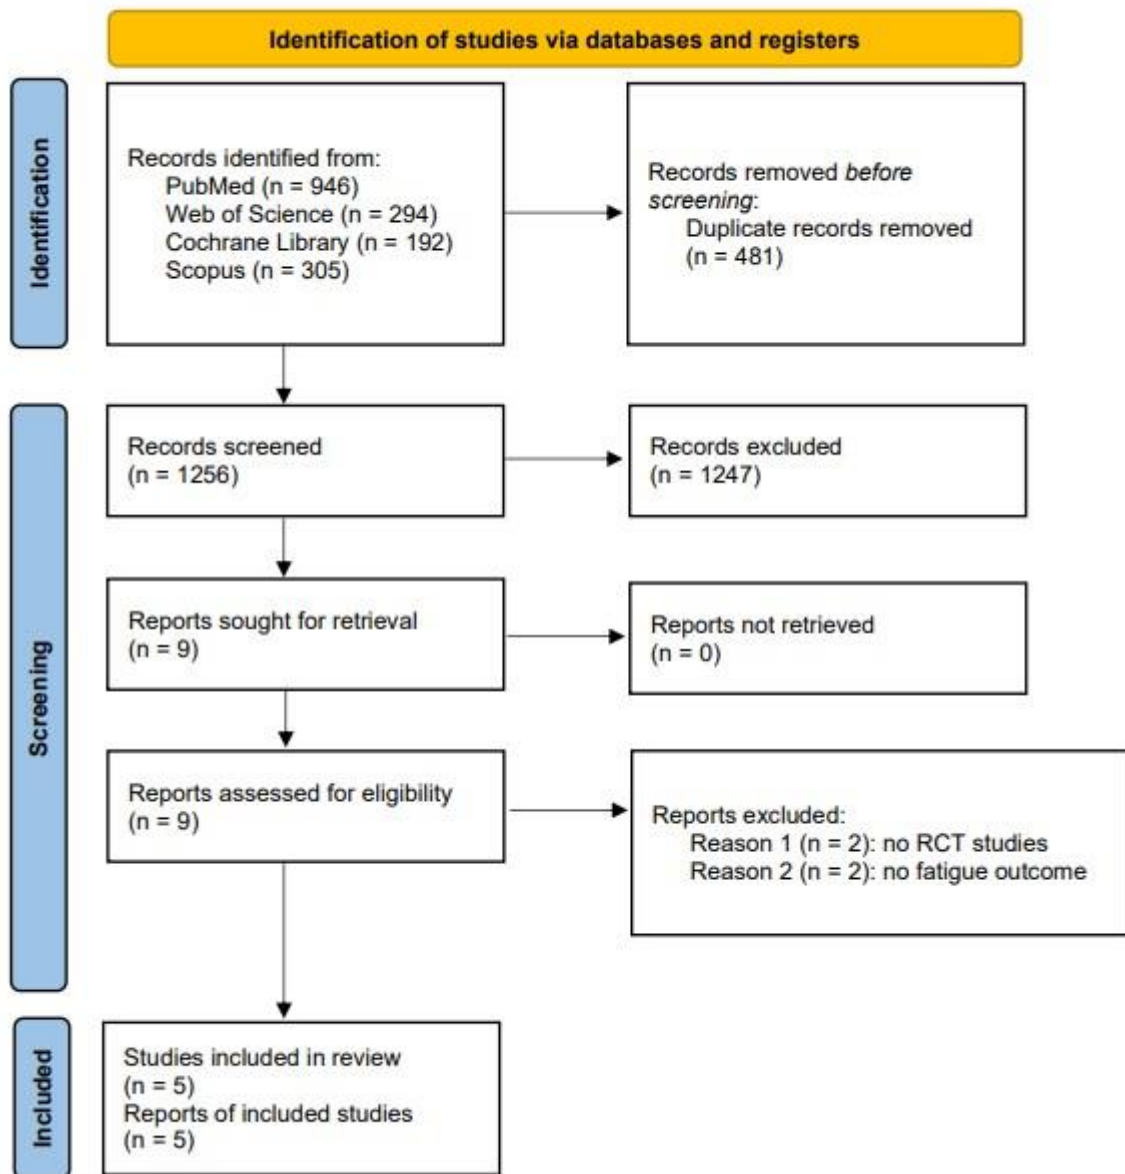 Identification of studies via databases and registers
Identification
Records identified from:
PubMed (n = 946)
Web of Science (n = 294)
Cochrane Library (n = 192)
Scopus (n = 305)
Records removed before
screening:
Duplicate records removed
(n = 481)
Screening
Records screened
(n = 1256)
Records excluded
(n = 1247)
Reports sought for retrieval
(n = 9)
Reports not retrieved
(n = 0)
Reports assessed for eligibility
(n = 9)
Reports excluded:
Reason 1 (n = 2): no RCT studies
Reason 2 (n = 2): no fatigue outcome
Included
Studies included in review
(n = 5)
Reports of included studies
(n = 5)